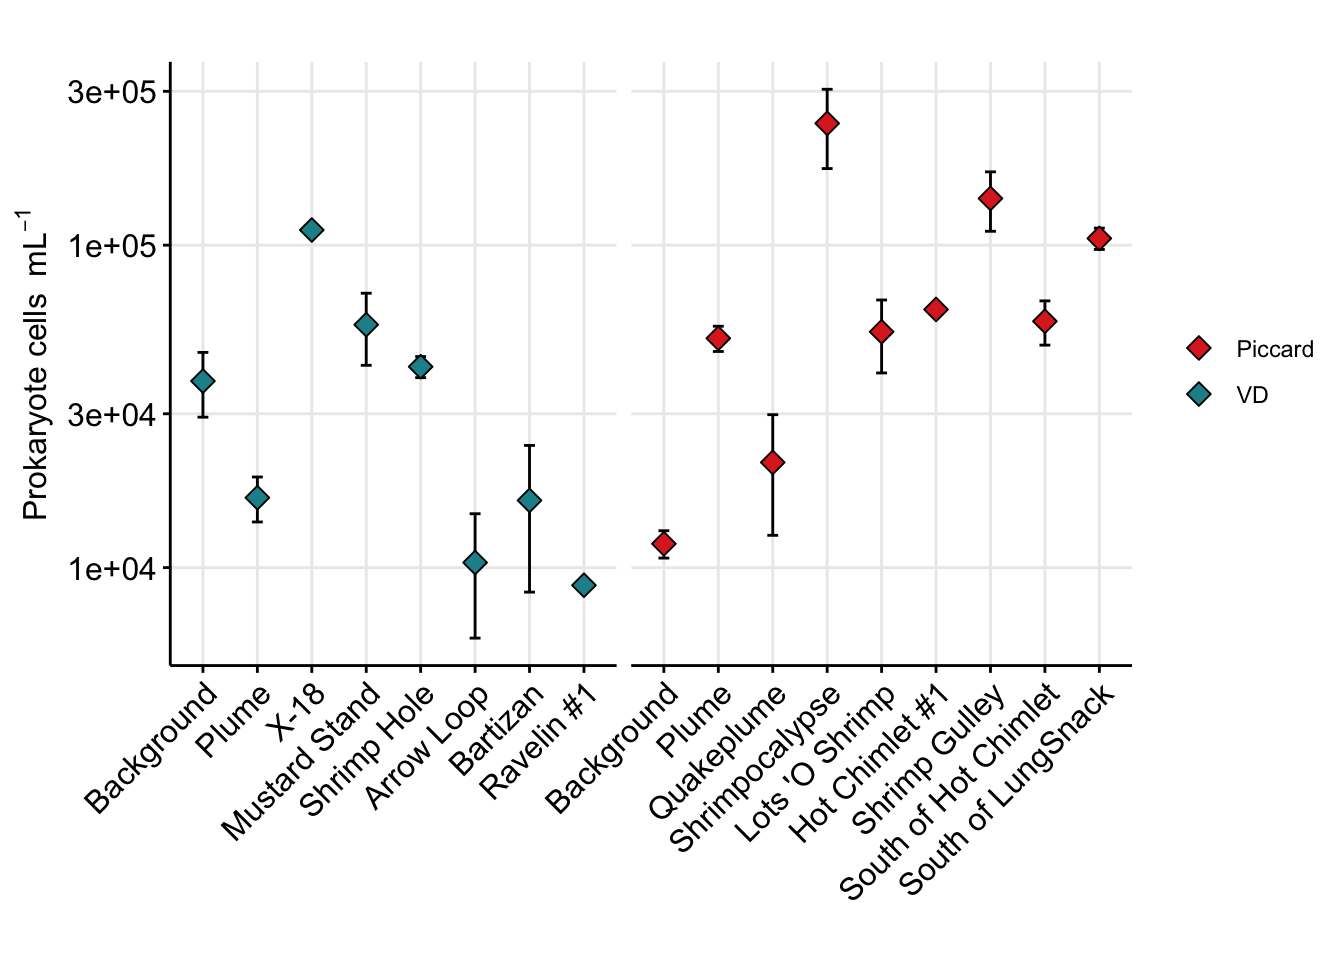 Prokaryote cells mL⁻¹
3e+05
1e+05
3e+04
1e+04
Background
Plume
X-18
Mustard Stand
Shrimp Hole
Arrow Loop
Bartizan
Ravelin #1
Background
Plume
Quakeplume
Shrimpocalypse
Lots 'O Shrimp
Hot Chimlet #1
Shrimp Gulley
South of Hot Chimlet
South of LungSnack
Piccard
VD